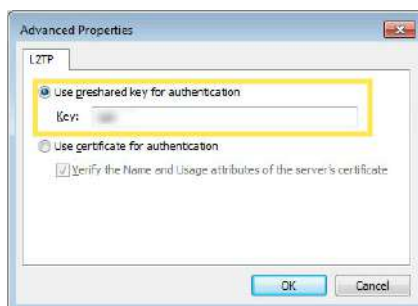 Advanced Properties
L2TP
Use preshared key for authentication
Key:
Use certificate for authentication
Verify the Name and Usage attributes of the server's certificate
OK
Cancel